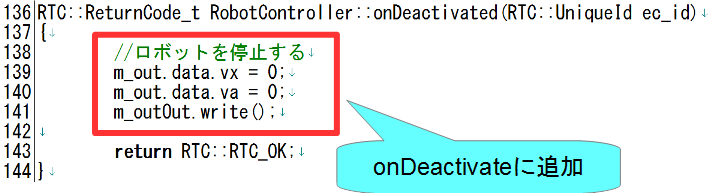 136 RTC::ReturnCode_t RobotController::onDeactivated(RTC::UniqueId ec_id)↓
137 {↓
138 //ロボットを停止する↓
139 m_out.data.vx = 0;↓
140 m_out.data.va = 0;↓
141 m_outOut.write();↓
142 ↓
143 return RTC::RTC_OK;↓
144 }↓
onDeactivateに追加